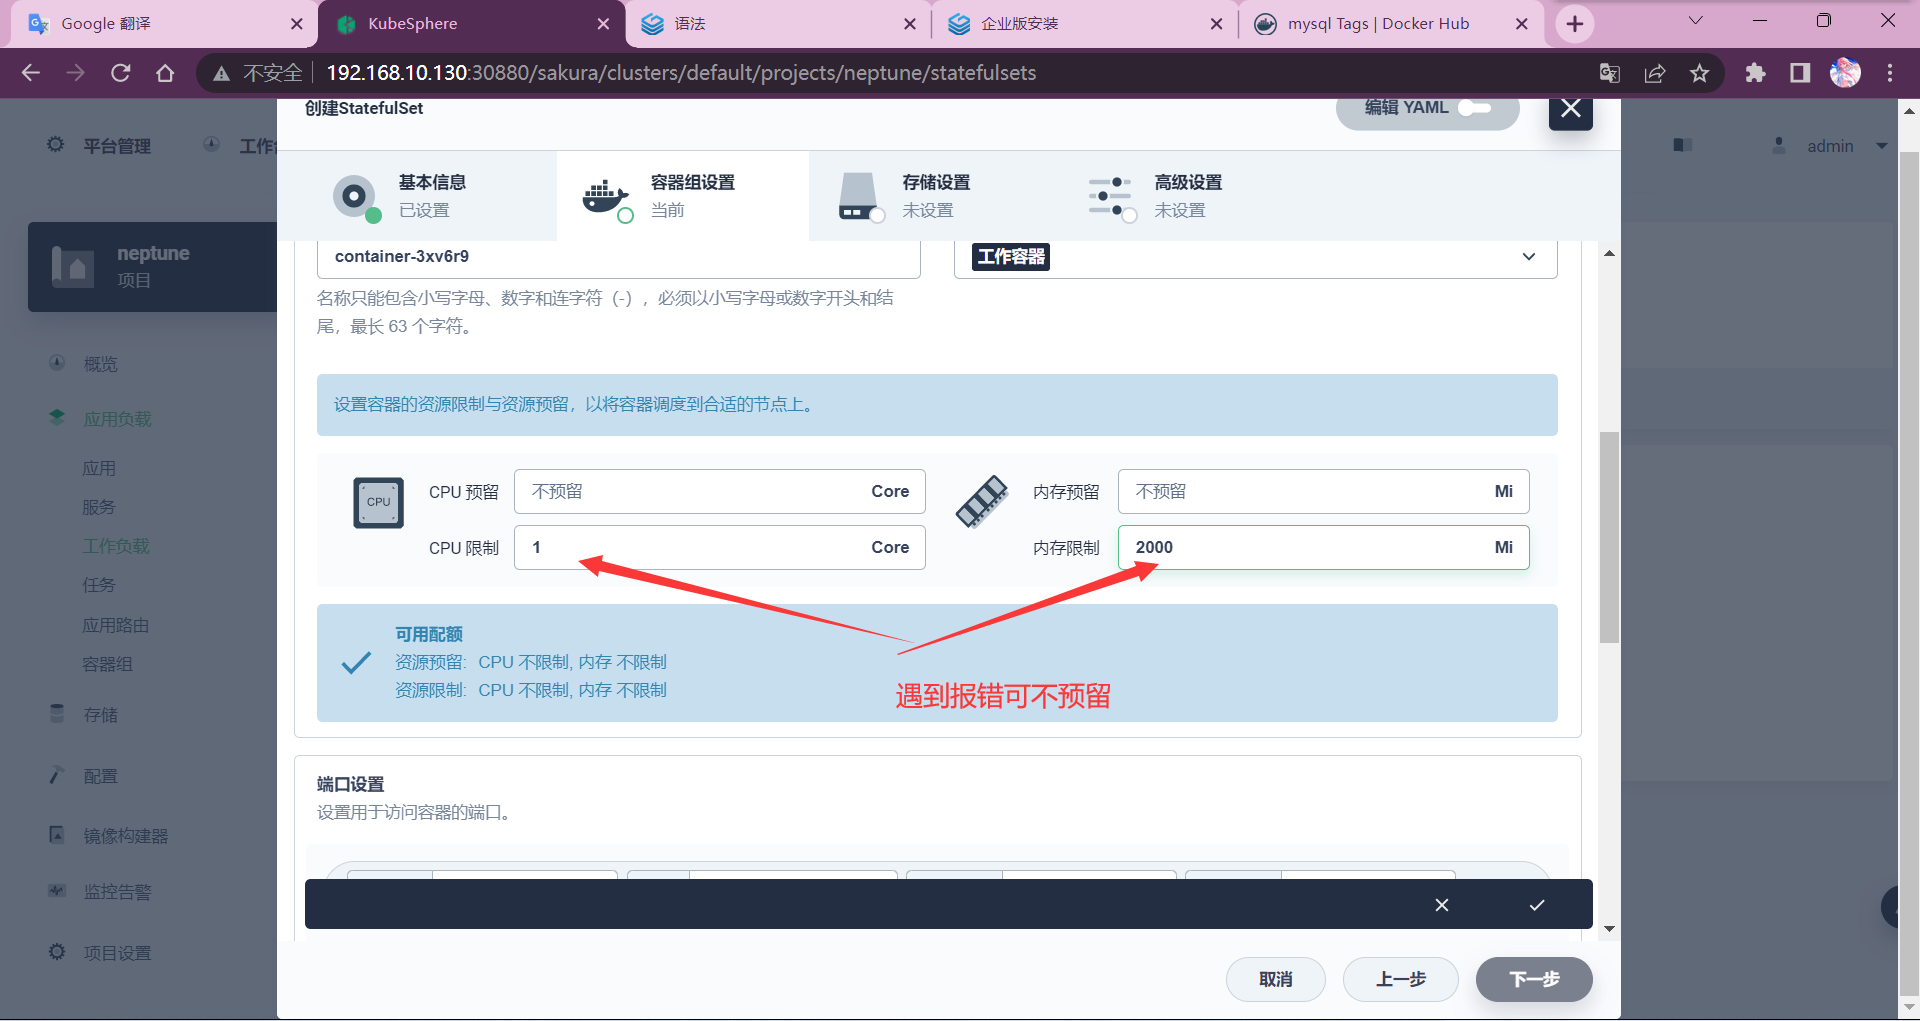 Google 翻译
KubeSphere
语法
企业版安装
mysql Tags | Docker Hub
不安全
192.168.10.130:30880/sakura/clusters/default/projects/neptune/statefulsets
创建StatefulSet
编辑 YAML
平台管理
admin
基本信息
已设置
容器组设置
当前
存储设置
未设置
高级设置
未设置
neptune
项目
container-3xv6r9
工作容器
名称只能包含小写字母、数字和连字符（-），必须以小写字母或数字开头和结
尾，最长 63 个字符。
概览
设置容器的资源限制与资源预留，以将容器调度到合适的节点上。
应用负载
应用
服务
工作负载
任务
应用路由
容器组
CPU
CPU 预留
不预留
Core
内存预留
不预留
Mi
CPU 限制
1
Core
内存限制
2000
Mi
可用配额
资源预留: CPU 不限制, 内存 不限制
资源限制: CPU 不限制, 内存 不限制
遇到报错可不预留
存储
配置
端口设置
设置用于访问容器的端口。
镜像构建器
监控告警
项目设置
取消
上一步
下一步